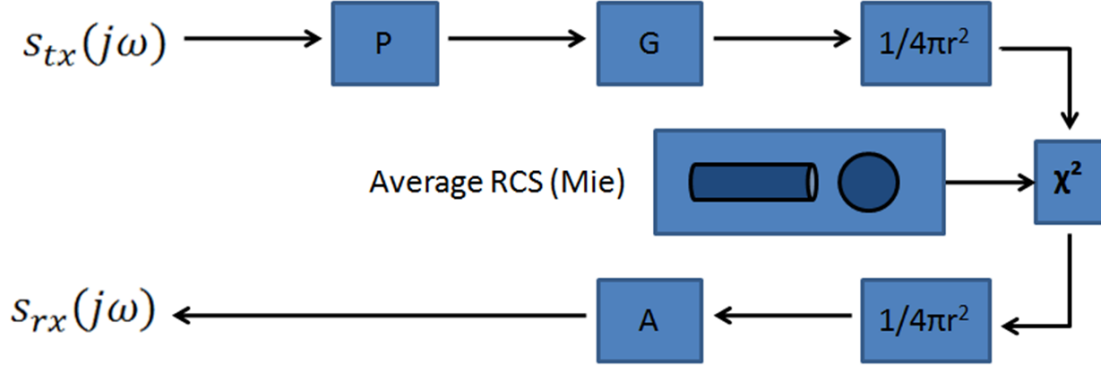 s_tx(jω)
P
G
1/4πr²
Average RCS (Mie)
χ²
s_rx(jω)
A
1/4πr²